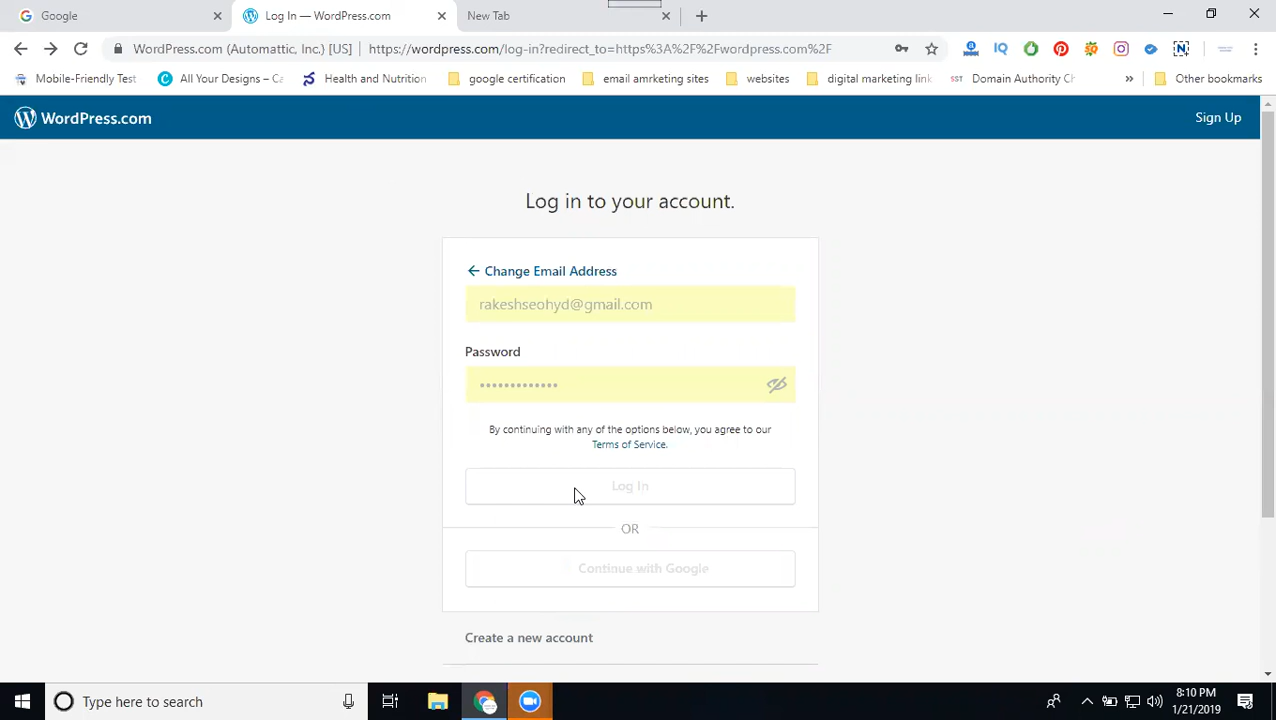 Google
Log In — WordPress.com
New Tab
WordPress.com (Automattic, Inc.) [US]
https://wordpress.com/log-in?redirect_to=https%3A%2F%2Fwordpress.com%2F
Mobile-Friendly Test
All Your Designs – Ca
Health and Nutrition
google certification
email amrketing sites
websites
digital marketing link
SST
Domain Authority Ch
»
Other bookmarks
WordPress.com
Sign Up
Log in to your account.
← Change Email Address
rakeshseohyd@gmail.com
Password
•••••••••••••
By continuing with any of the options below, you agree to our
Terms of Service.
Log In
OR
Continue with Google
Create a new account
Type here to search
8:10 PM
1/21/2019